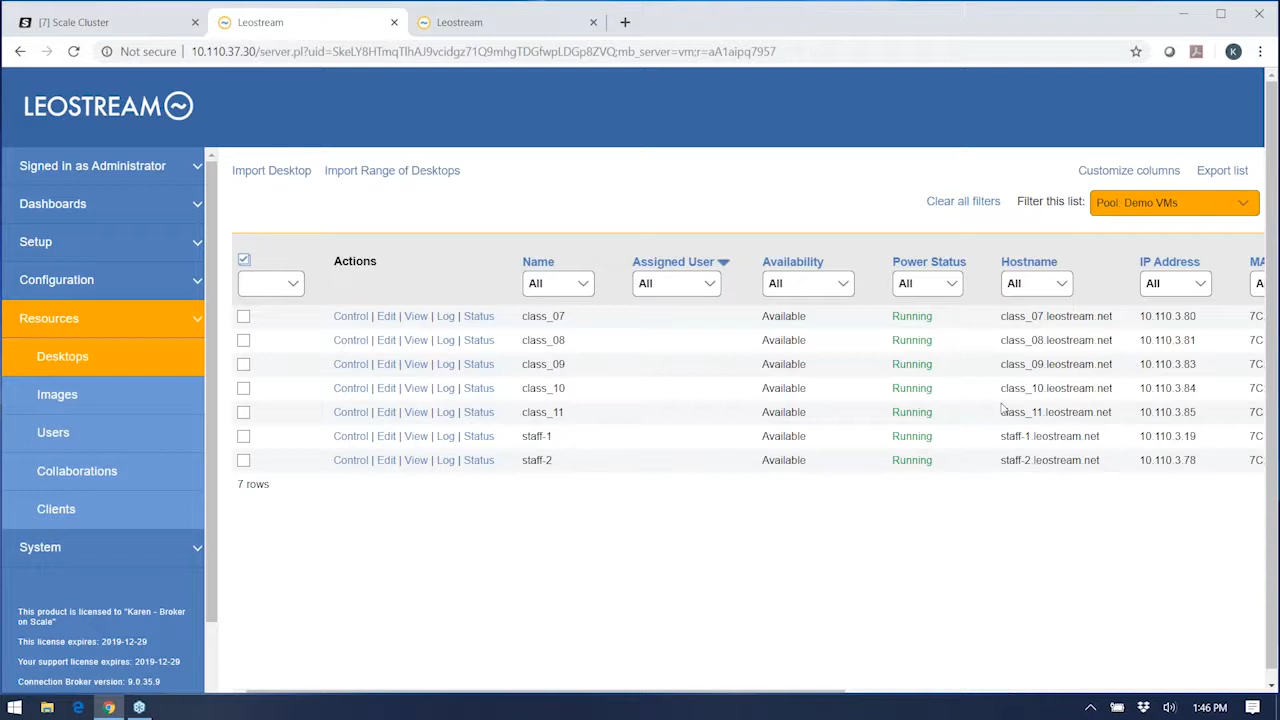 [7] Scale Cluster
Leostream
Leostream
Not secure | 10.110.37.30/server.pl?uid=SkeLY8HTmqTlhAJ9vcidgz71Q9mhgTDGfwpLDGp8ZVQ;mb_server=vm;r=aA1aipq7957
K
LEOSTREAM
Signed in as Administrator
Dashboards
Setup
Configuration
Resources
Desktops
Images
Users
Collaborations
Clients
System
This product is licensed to "Karen - Broker
on Scale"
This license expires: 2019-12-29
Your support license expires: 2019-12-29
Connection Broker version: 9.0.35.9
Import Desktop Import Range of Desktops Customize columns Export list
Clear all filters Filter this list: Pool: Demo VMs
Actions Name Assigned User Availability Power Status Hostname IP Address MA
All All All All All All A
Control | Edit | View | Log | Status class_07 Available Running class_07.leostream.net 10.110.3.80 7C
Control | Edit | View | Log | Status class_08 Available Running class_08.leostream.net 10.110.3.81 7C
Control | Edit | View | Log | Status class_09 Available Running class_09.leostream.net 10.110.3.83 7C
Control | Edit | View | Log | Status class_10 Available Running class_10.leostream.net 10.110.3.84 7C
Control | Edit | View | Log | Status class_11 Available Running class_11.leostream.net 10.110.3.85 7C
Control | Edit | View | Log | Status staff-1 Available Running staff-1.leostream.net 10.110.3.19 7C
Control | Edit | View | Log | Status staff-2 Available Running staff-2.leostream.net 10.110.3.78 7C
7 rows
1:46 PM